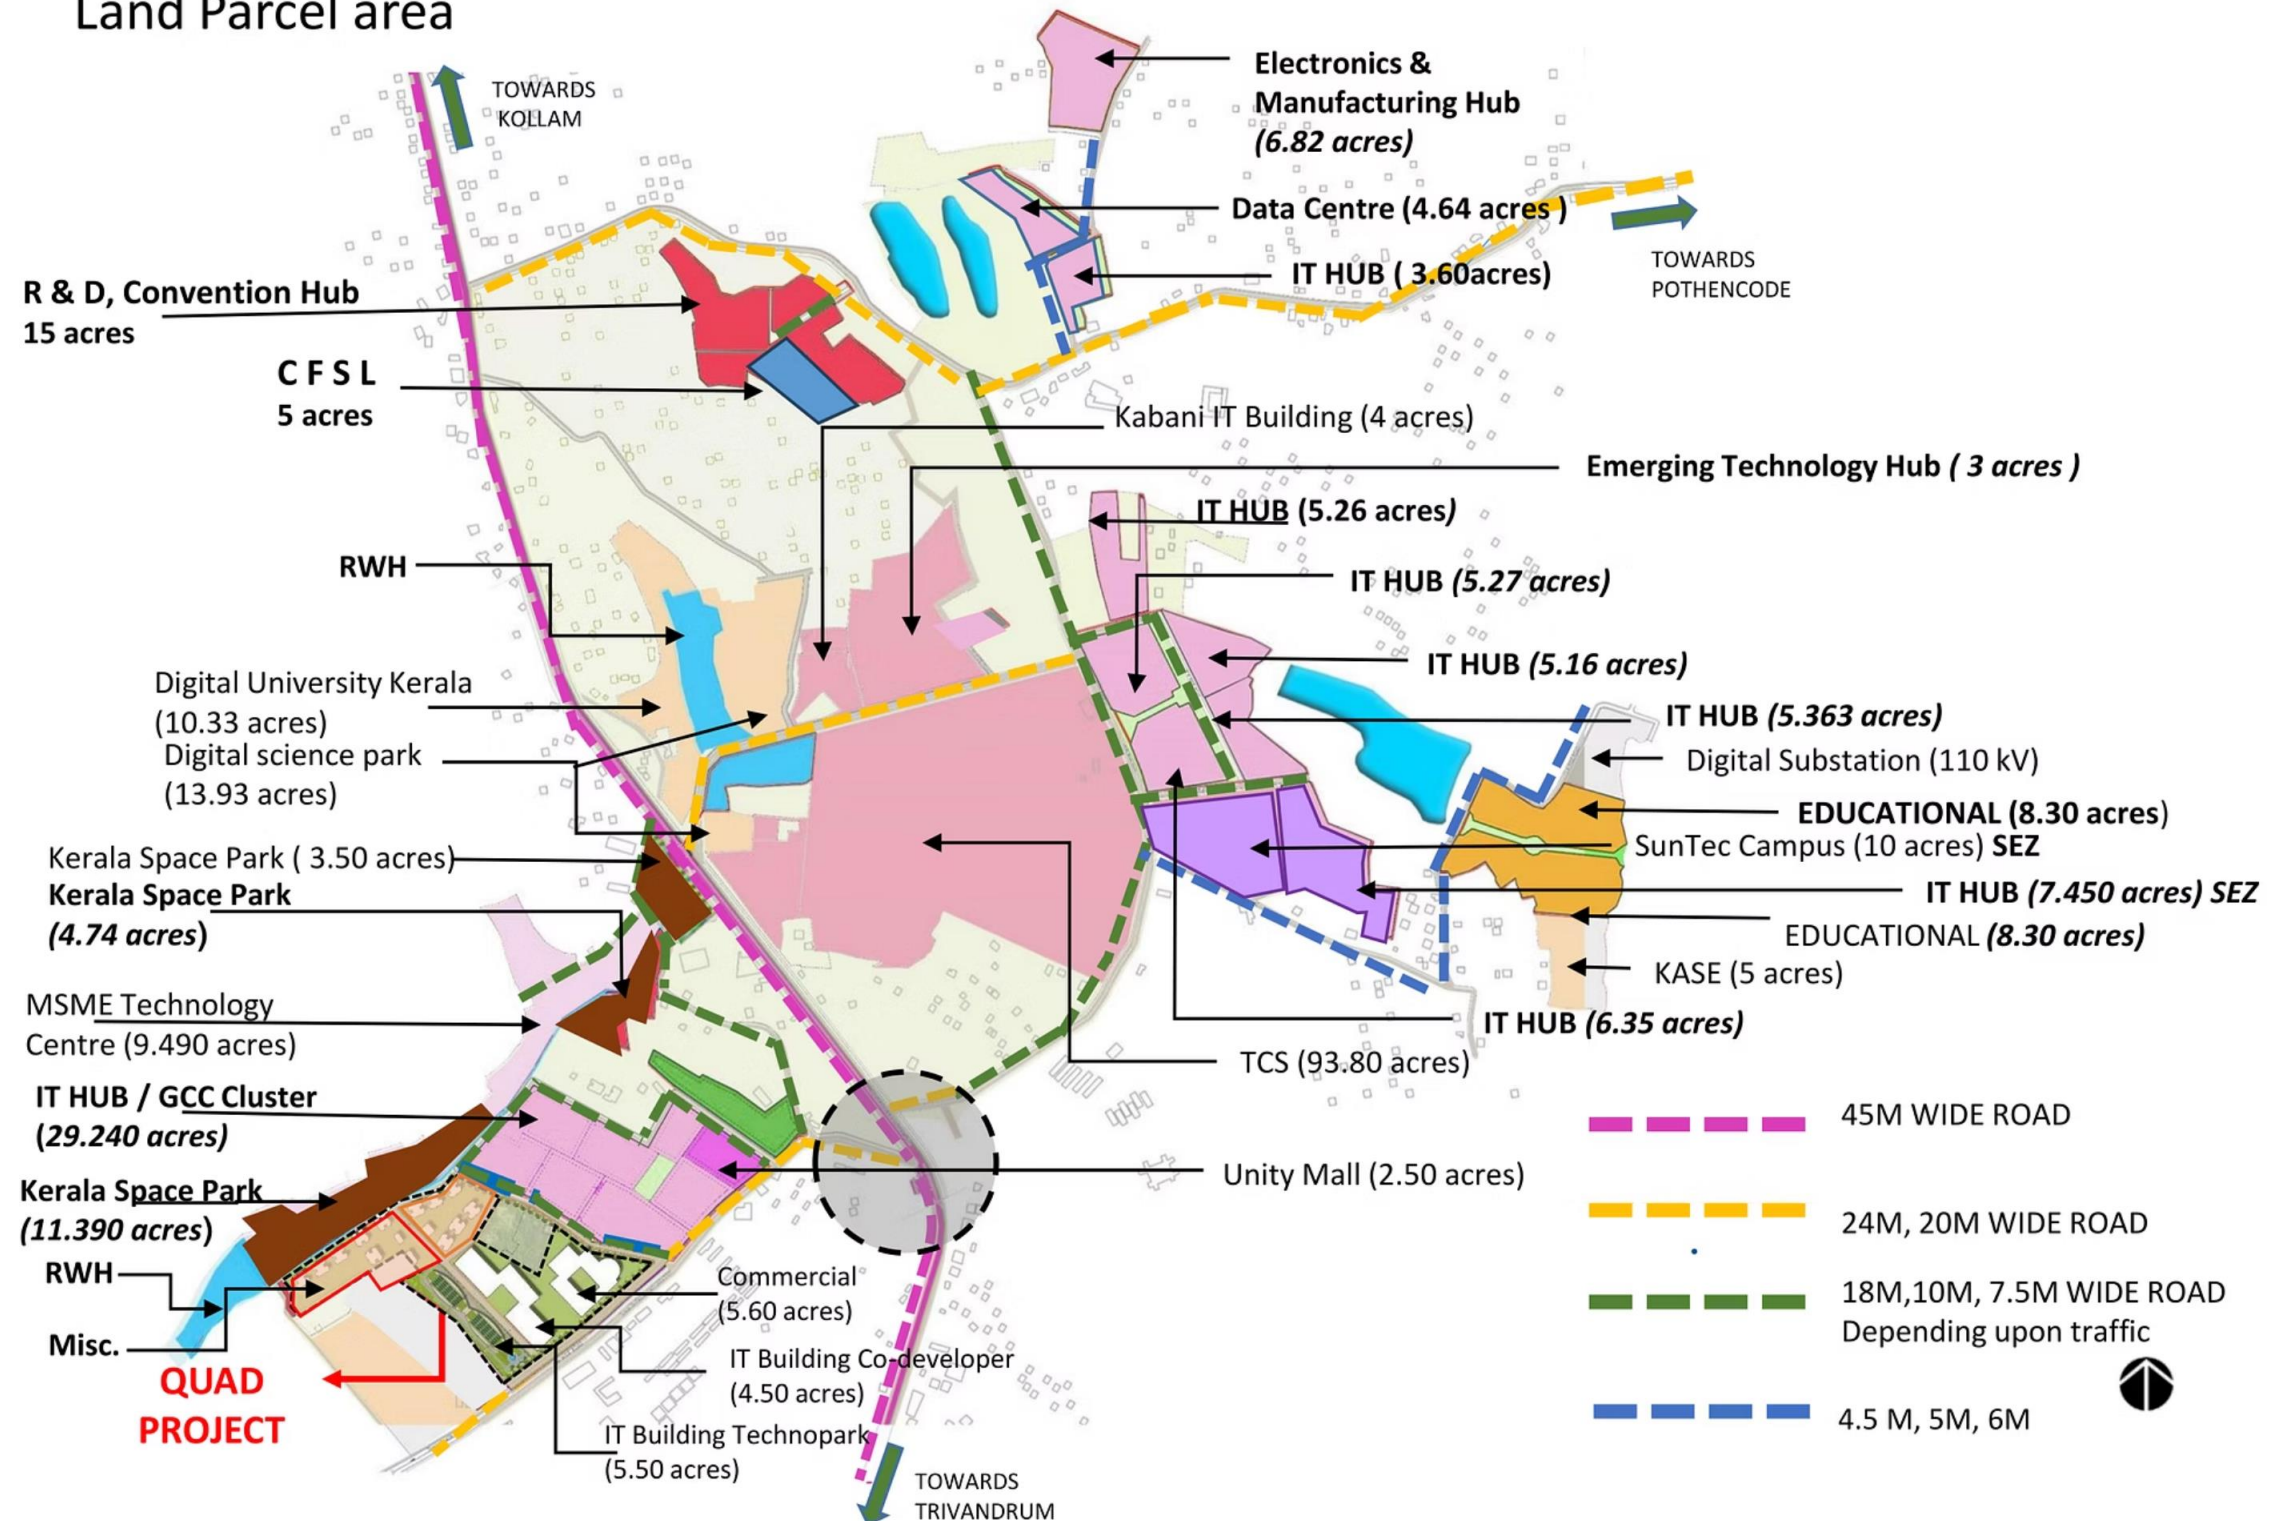 Land Parcel area
TOWARDS
KOLLAM
Electronics &
Manufacturing Hub
(6.82 acres)
Data Centre (4.64 acres )
IT HUB ( 3.60acres)
TOWARDS
POTHENCODE
R & D, Convention Hub
15 acres
C F S L
5 acres
Kabani IT Building (4 acres)
Emerging Technology Hub ( 3 acres )
IT HUB (5.26 acres)
RWH
IT HUB (5.27 acres)
IT HUB (5.16 acres)
Digital University Kerala
(10.33 acres)
IT HUB (5.363 acres)
Digital science park
(13.93 acres)
Digital Substation (110 kV)
EDUCATIONAL (8.30 acres)
SunTec Campus (10 acres) SEZ
Kerala Space Park ( 3.50 acres)
Kerala Space Park
(4.74 acres)
IT HUB (7.450 acres) SEZ
EDUCATIONAL (8.30 acres)
KASE (5 acres)
MSME Technology
Centre (9.490 acres)
IT HUB (6.35 acres)
TCS (93.80 acres)
IT HUB / GCC Cluster
(29.240 acres)
45M WIDE ROAD
Unity Mall (2.50 acres)
Kerala Space Park
(11.390 acres)
24M, 20M WIDE ROAD
RWH
Commercial
(5.60 acres)
18M,10M, 7.5M WIDE ROAD
Depending upon traffic
Misc.
QUAD
PROJECT
IT Building Co-developer
(4.50 acres)
4.5 M, 5M, 6M
IT Building Technopark
(5.50 acres)
TOWARDS
TRIVANDRUM